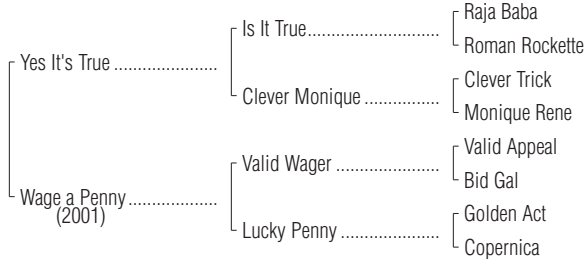 Raja Baba
Is It True
Roman Rockette
Yes It's True
Clever Trick
Clever Monique
Monique Rene
Valid Appeal
Valid Wager
Bid Gal
Wage a Penny
(2001)
Golden Act
Lucky Penny
Copernica